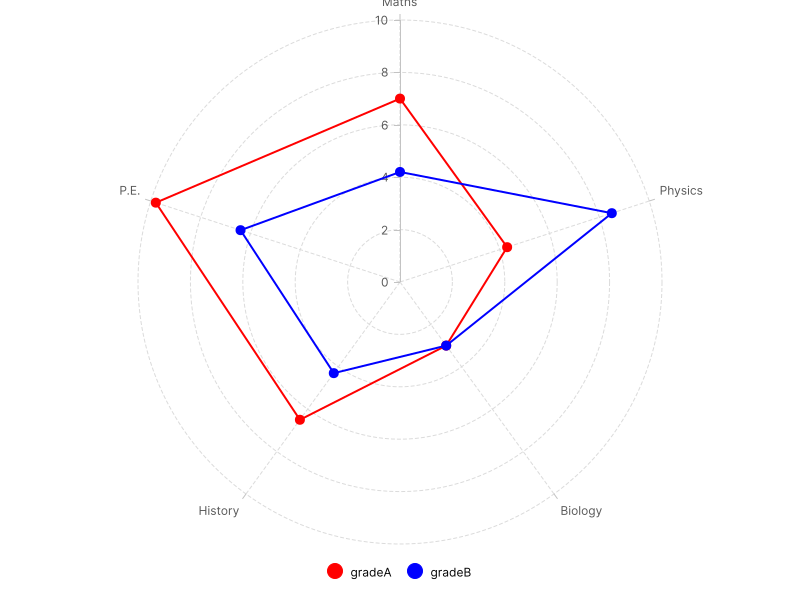 Maths
10
8
6
4
2
0
P.E.
Physics
History
Biology
gradeA
gradeB